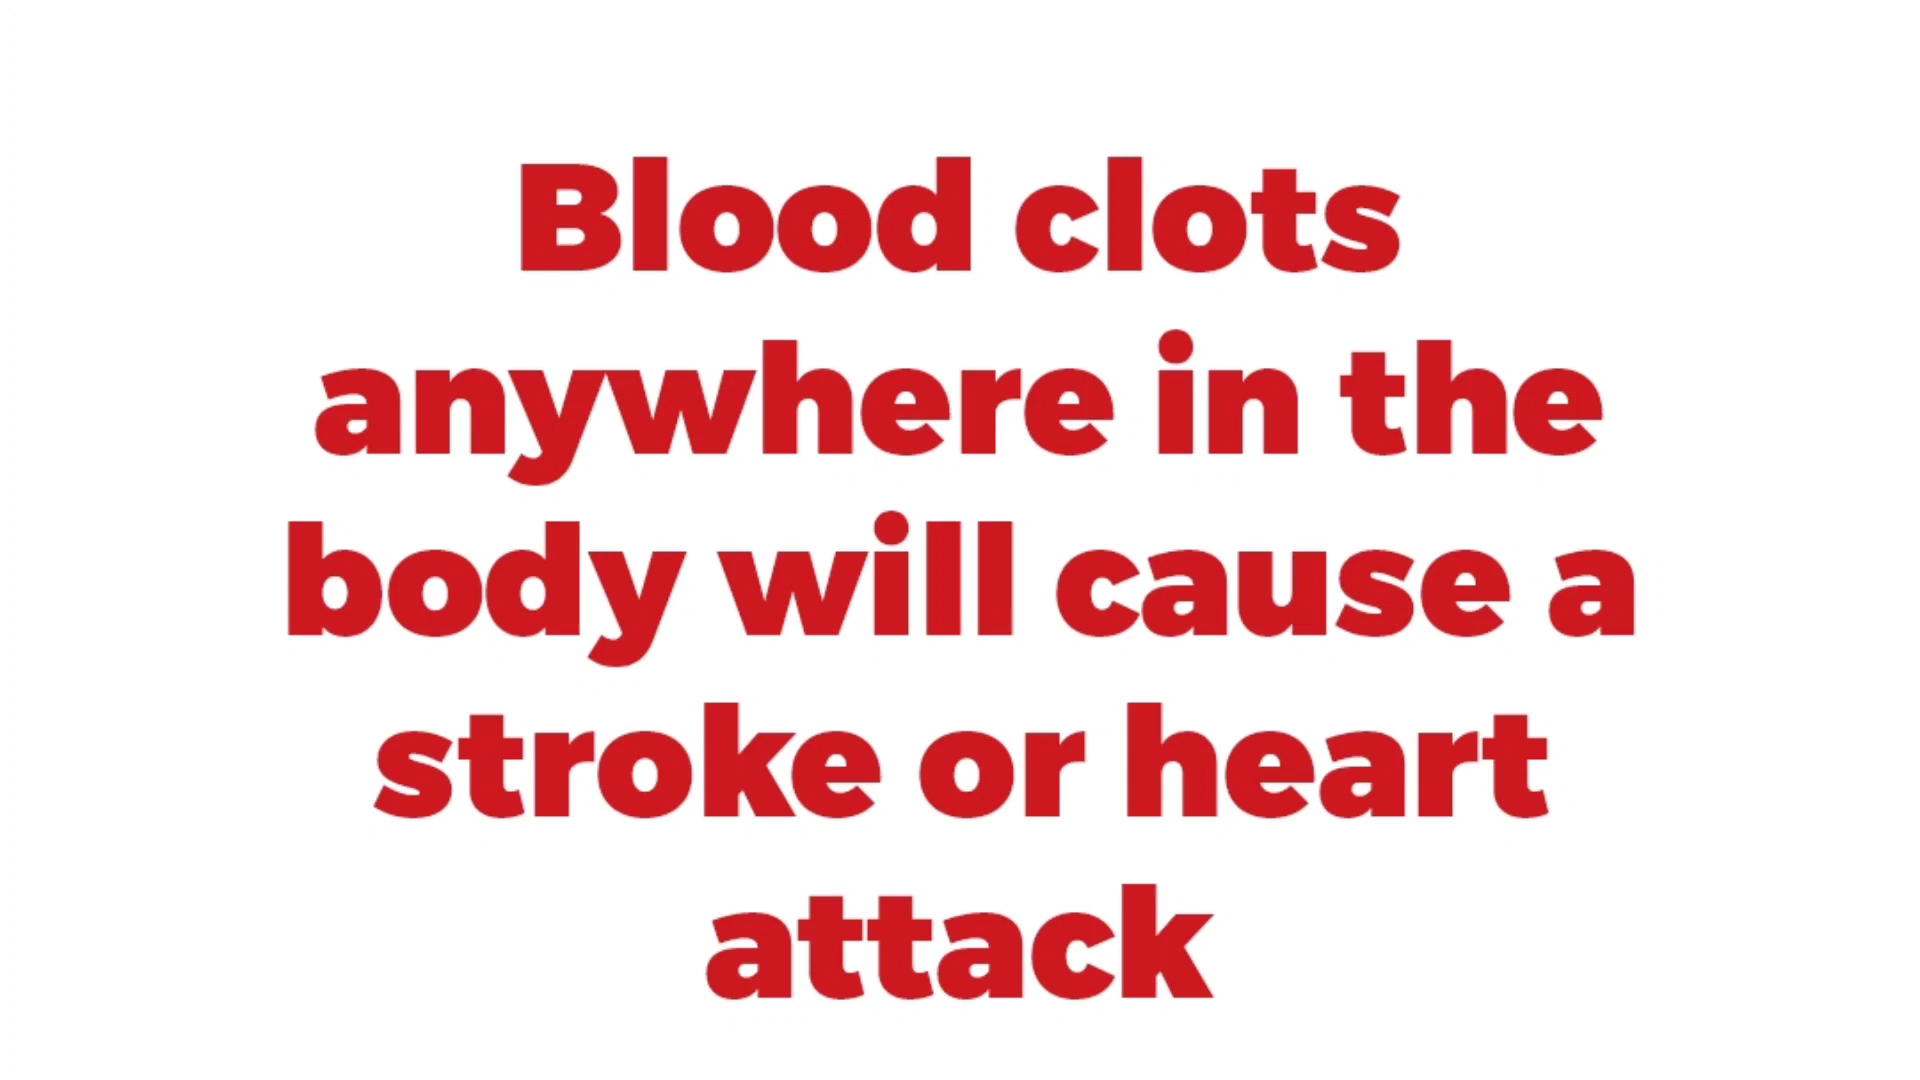 Blood clots
anywhere in the
body will cause a
stroke or heart
attack